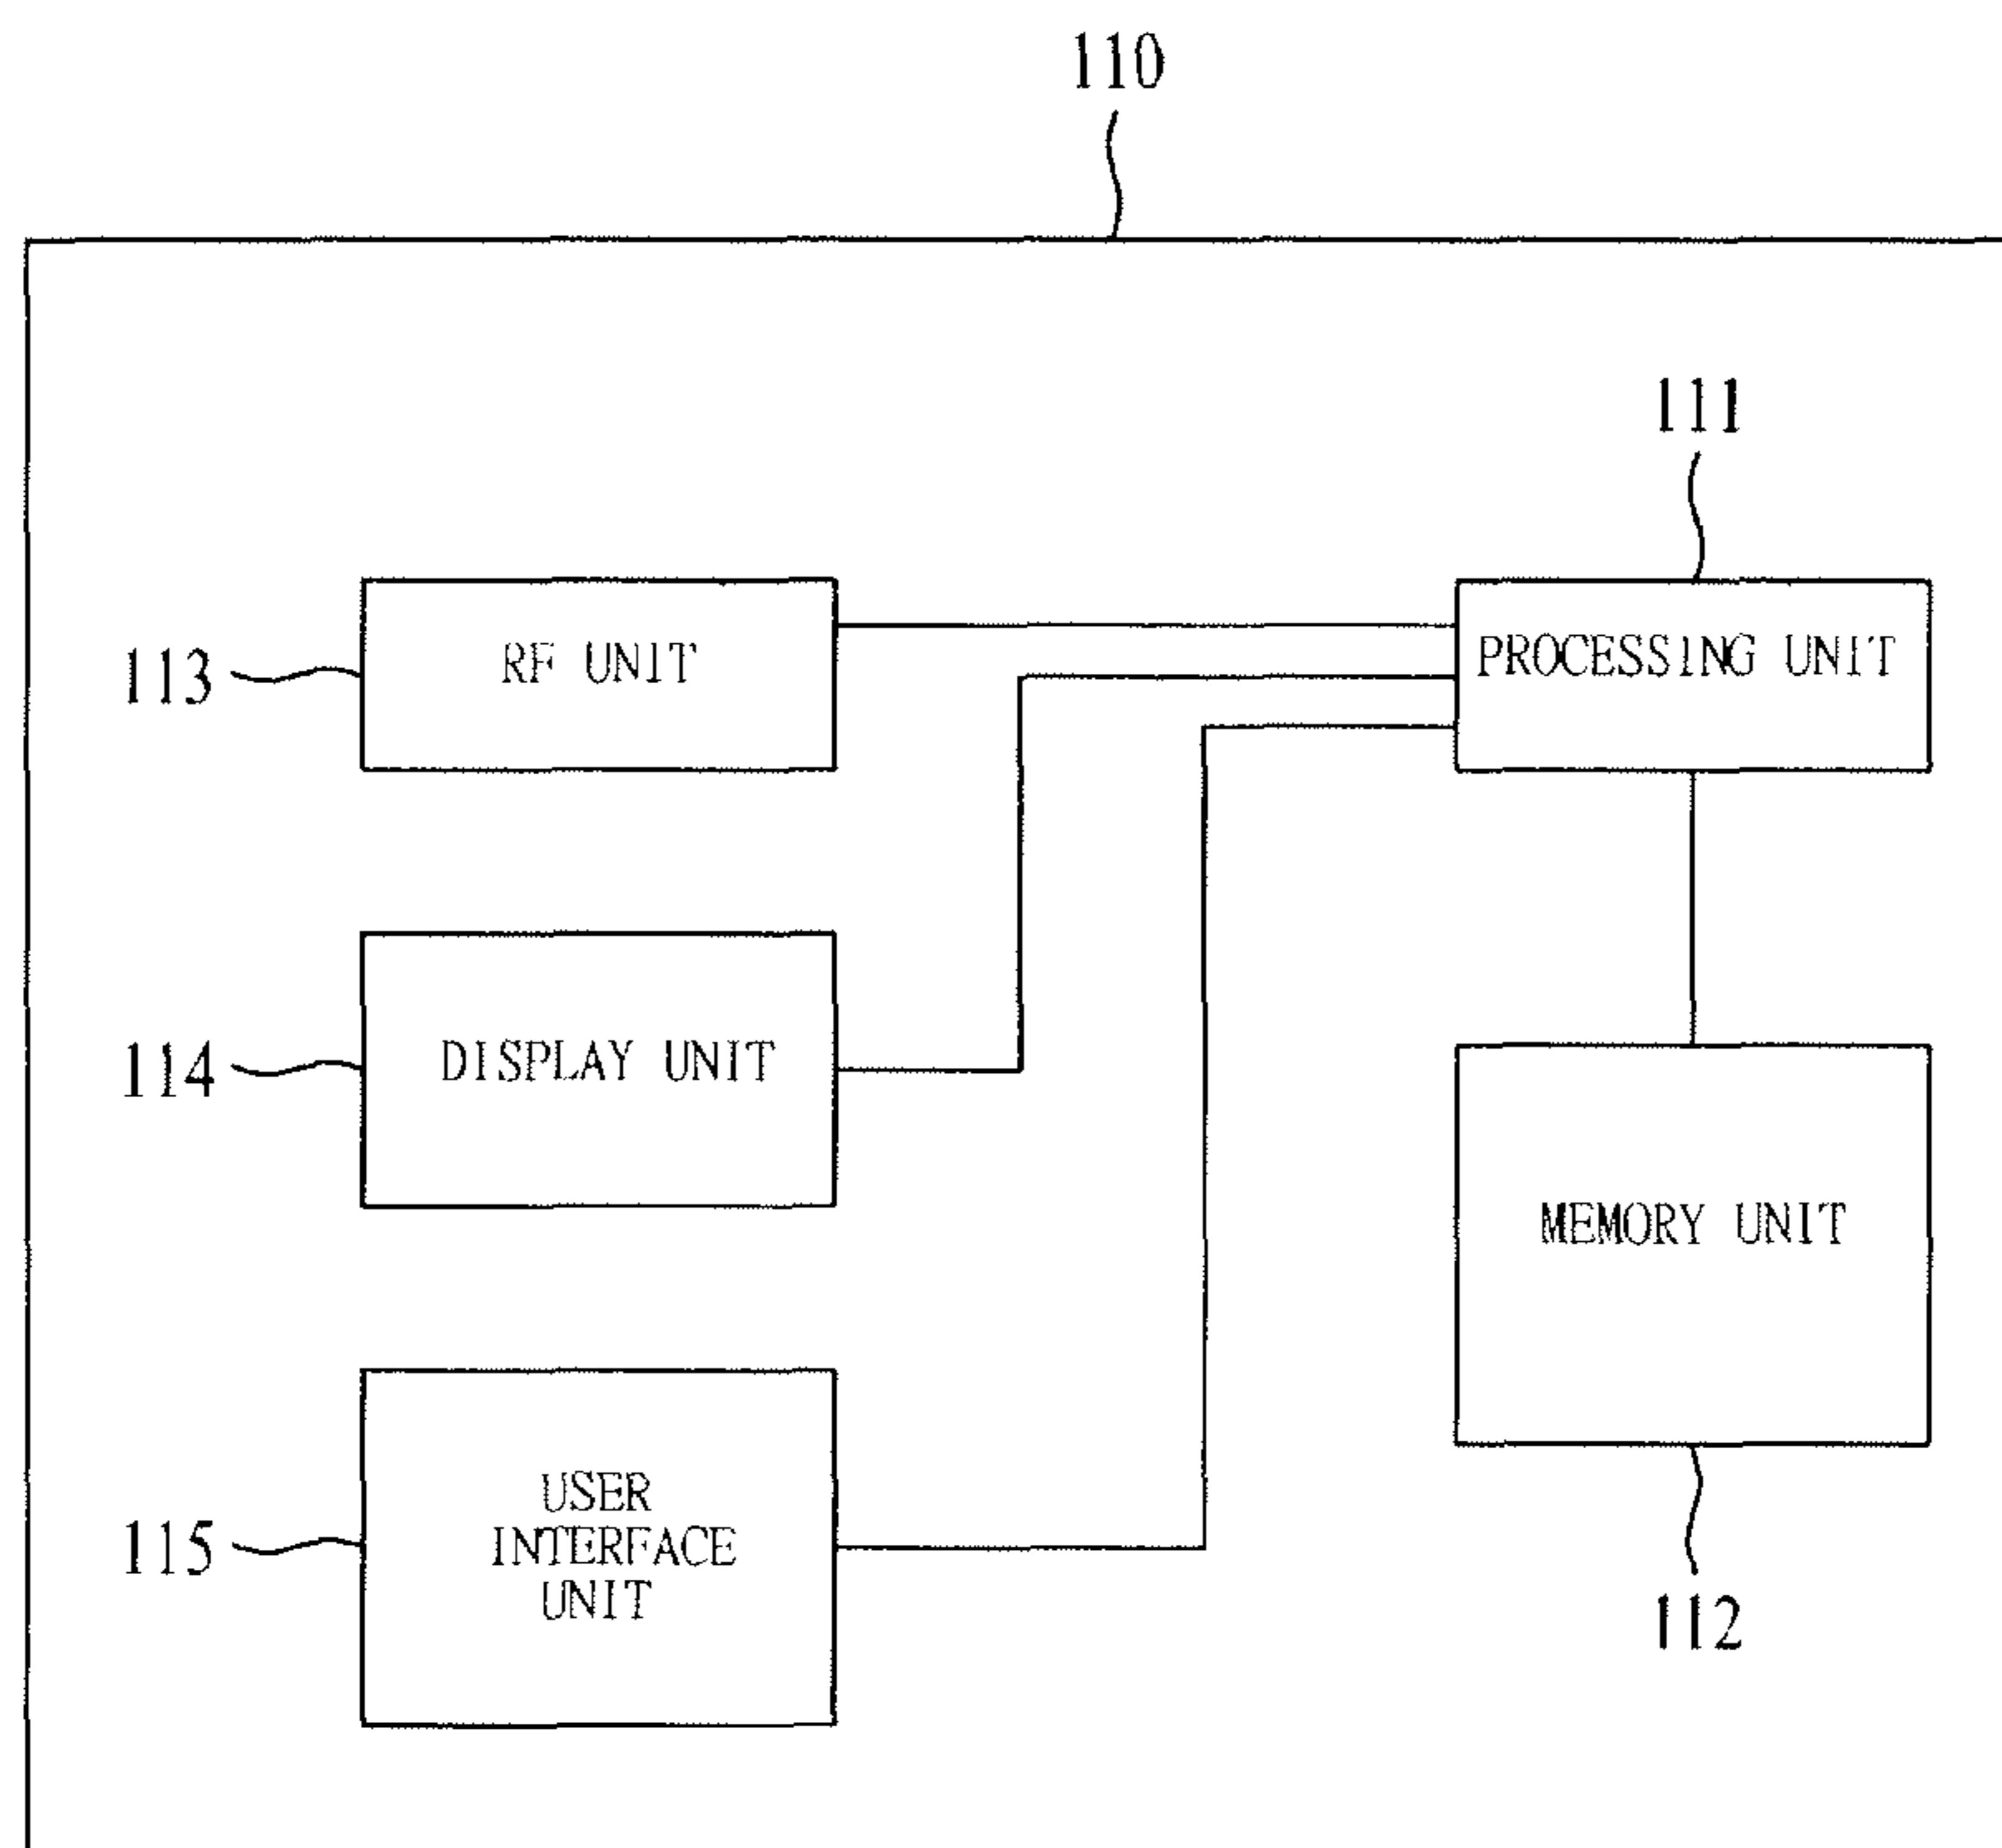 110
111
113
RF UNIT
PROCESSING UNIT
114
DISPLAY UNIT
MEMORY UNIT
115
USER
INTERFACE
UNIT
112